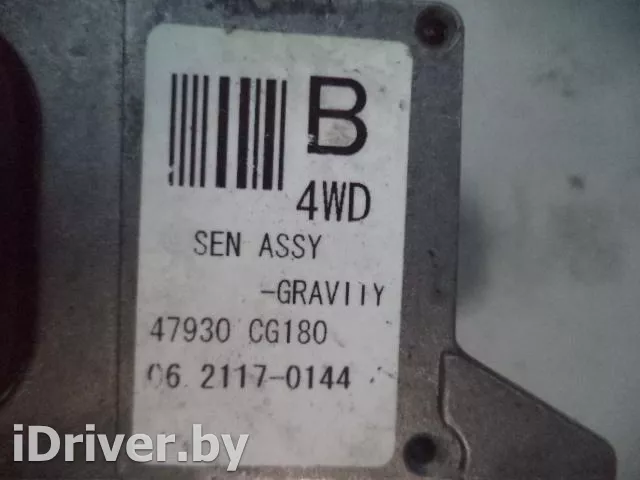 B
4WD
SEN ASSY
-GRAVITY
47930 CG180
06 2117-0144
iDriver.by